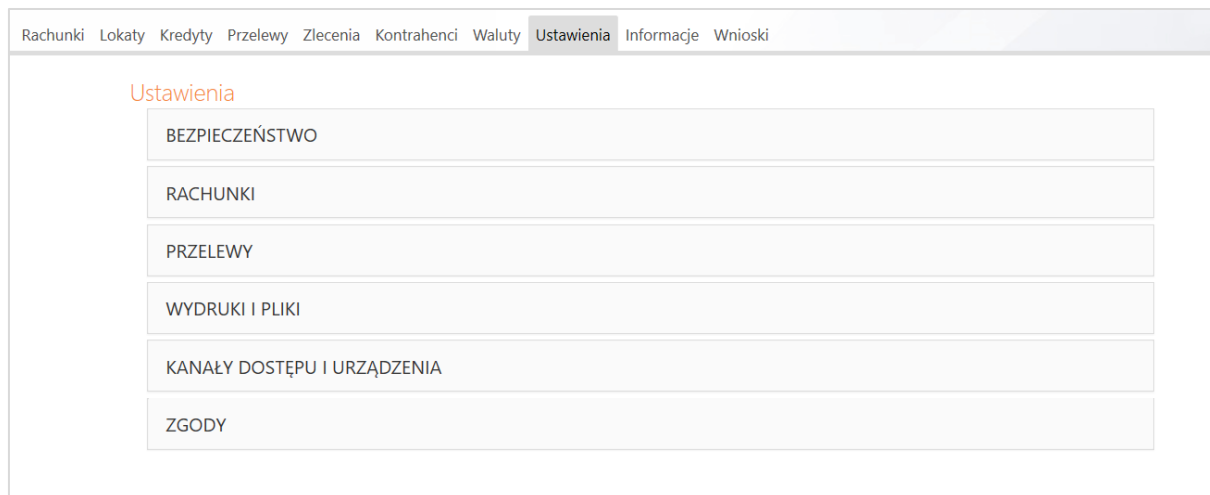 Rachunki Lokaty Kredyty Przelewy Zlecenia Kontrahenci Waluty Ustawienia Informacje Wnioski
Ustawienia
BEZPIECZEŃSTWO
RACHUNKI
PRZELEWY
WYDRUKI I PLIKI
KANAŁY DOSTĘPU I URZĄDZENIA
ZGODY